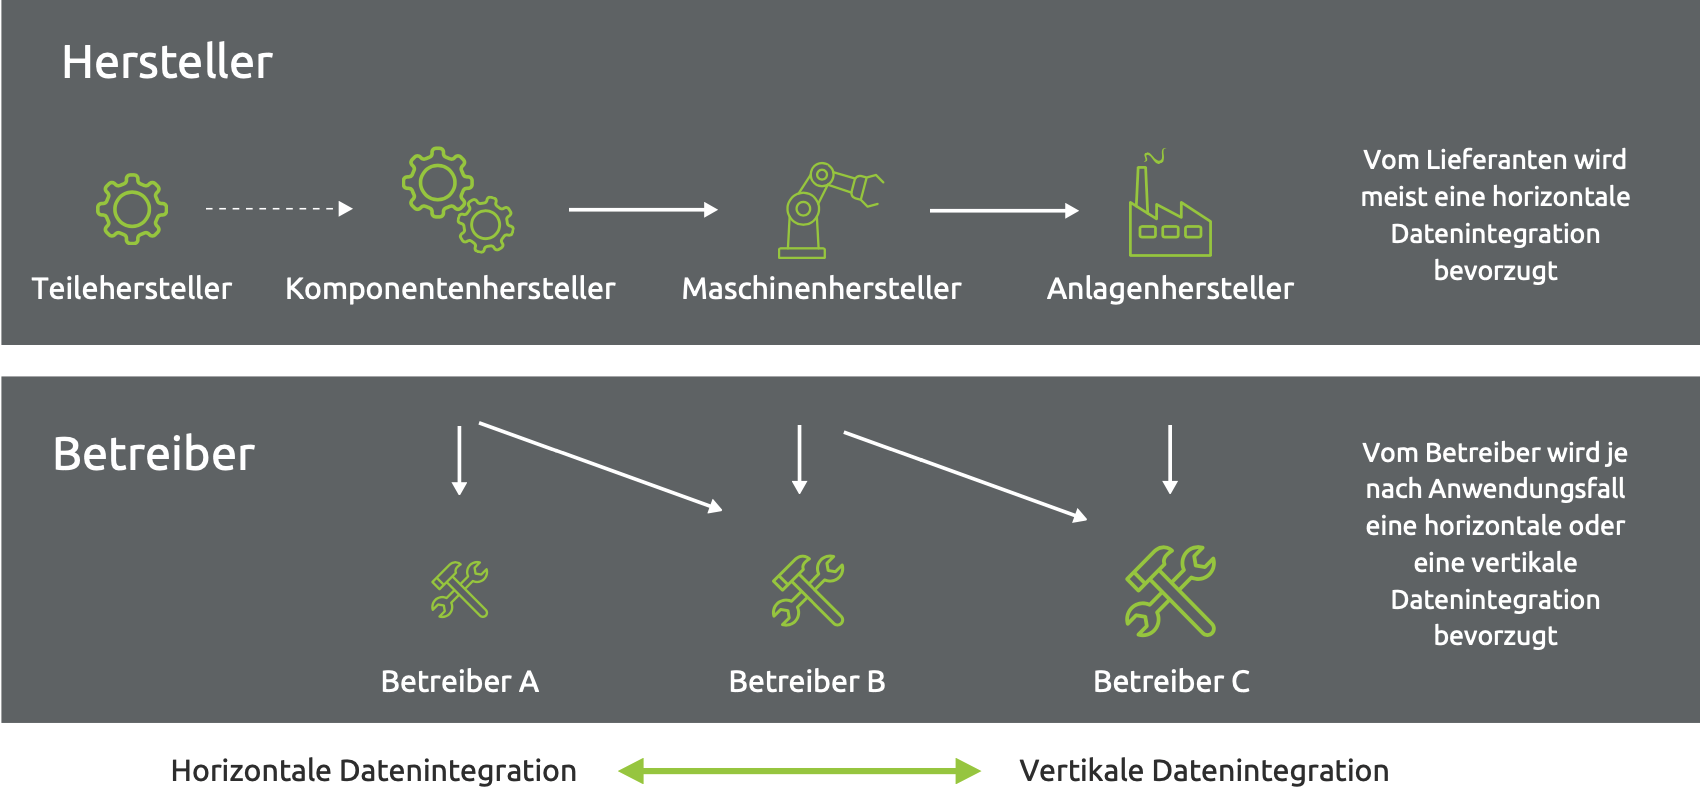 Hersteller
Teilehersteller
Komponentenhersteller
Maschinenhersteller
Anlagenhersteller
Vom Lieferanten wird
meist eine horizontale
Datenintegration
bevorzugt
Betreiber
Betreiber A
Betreiber B
Betreiber C
Vom Betreiber wird je
nach Anwendungsfall
eine horizontale oder
eine vertikale
Datenintegration
bevorzugt
Horizontale Datenintegration
Vertikale Datenintegration